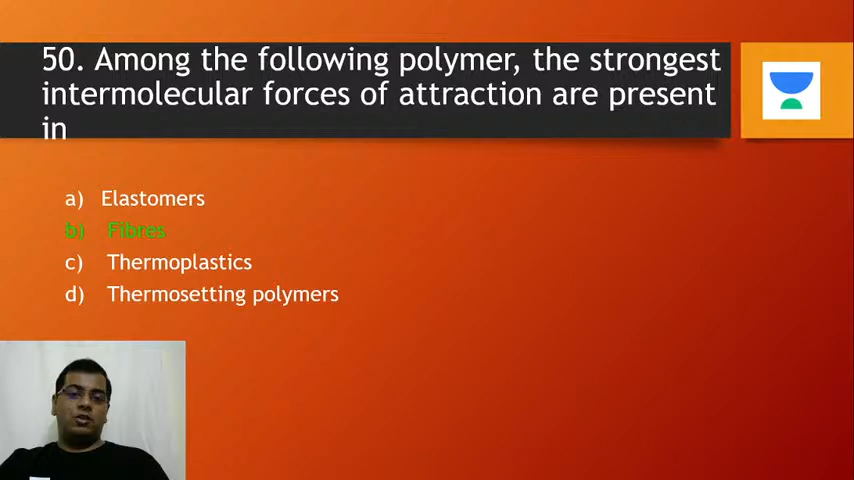 50. Among the following polymer, the strongest
intermolecular forces of attraction are present
in
a) Elastomers
b) Fibres
c) Thermoplastics
d) Thermosetting polymers